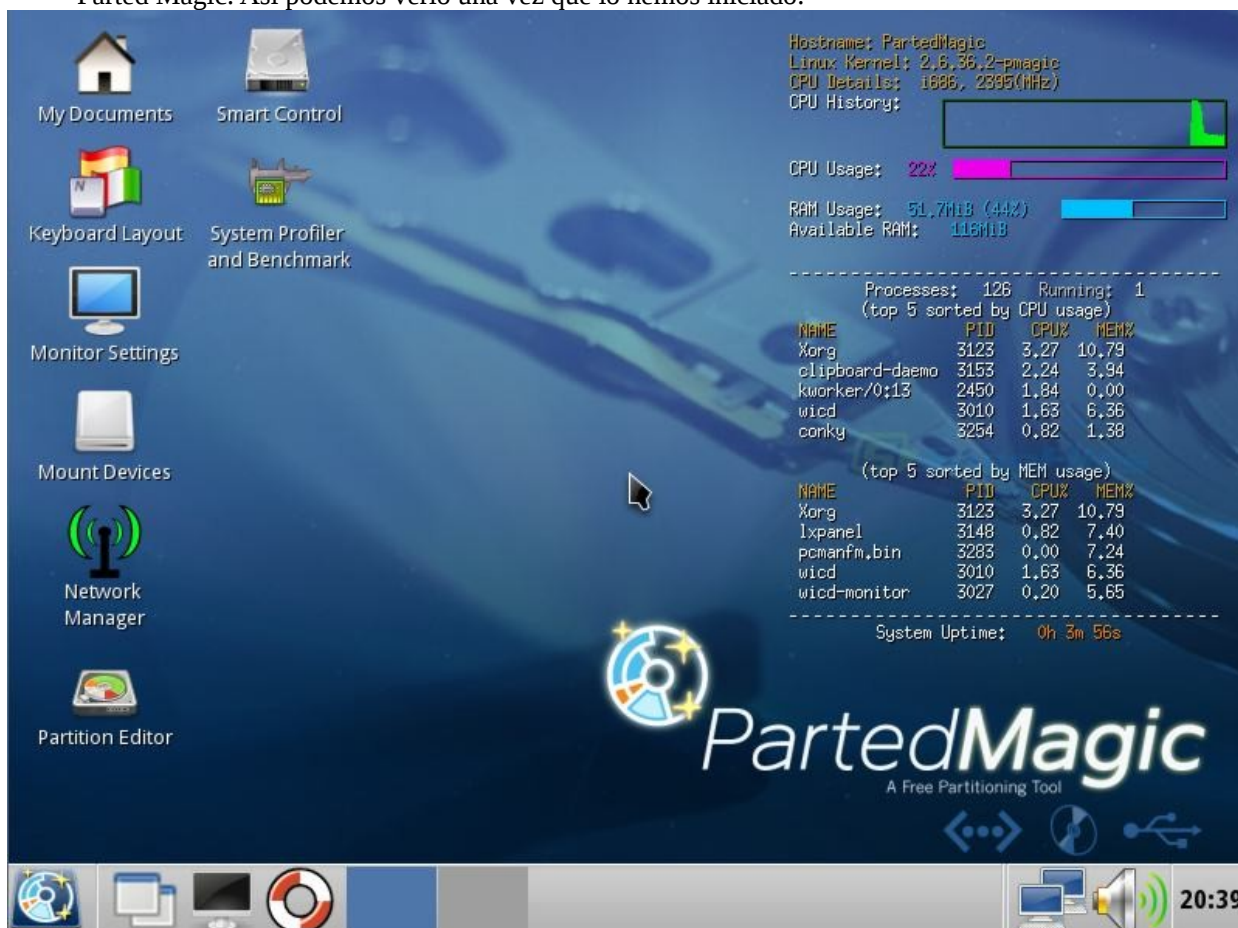 Parted Magic. Así podemos verlo una vez que lo hemos iniciado.
My Documents
Smart Control
Keyboard Layout
System Profiler
and Benchmark
Monitor Settings
Mount Devices
Network
Manager
Partition Editor
Hostname: PartedMagic
Linux Kernel: 2.6.36.2-pmagic
CPU Details: i686, 2395(MHz)
CPU History:
CPU Usage: 22%
RAM Usage: 51.7MiB (44%)
Available RAM: 116MiB
Processes: 126 Running: 1
(top 5 sorted by CPU usage)
NAME PID CPU% MEM%
Xorg 3123 3.27 10.79
clipboard-daemo 3153 2.24 3.94
kworker/0:13 2450 1.84 0.00
wicd 3010 1.63 6.36
conky 3254 0.82 1.38
(top 5 sorted by MEM usage)
NAME PID CPU% MEM%
Xorg 3123 3.27 10.79
lxpanel 3148 0.82 7.40
pcmanfm.bin 3283 0.00 7.24
wicd 3010 1.63 6.36
wicd-monitor 3027 0.20 5.65
System Uptime: 0h 3m 56s
PartedMagic
A Free Partitioning Tool
20:39